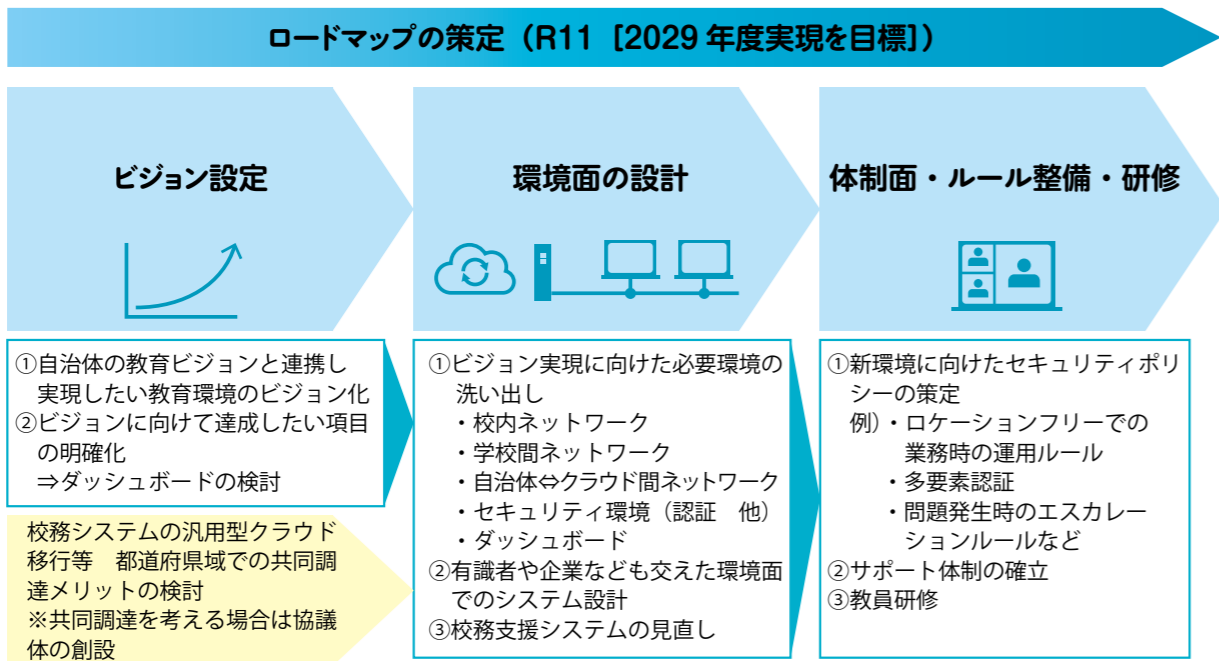 ロードマップの策定（R11［2029年度実現を目標］）
ビジョン設定
①自治体の教育ビジョンと連携し
実現したい教育環境のビジョン化
②ビジョンに向けて達成したい項目
の明確化
⇒ダッシュボードの検討
校務システムの汎用型クラウド
移行等　都道府県域での共同調
達メリットの検討
※共同調達を考える場合は協議
体の創設
環境面の設計
①ビジョン実現に向けた必要環境の
洗い出し
・校内ネットワーク
・学校間ネットワーク
・自治体⇔クラウド間ネットワーク
・セキュリティ環境（認証　他）
・ダッシュボード
②有識者や企業なども交えた環境面
でのシステム設計
③校務支援システムの見直し
体制面・ルール整備・研修
①新環境に向けたセキュリティポリ
シーの策定
例）・ロケーションフリーでの
業務時の運用ルール
・多要素認証
・問題発生時のエスカレー
ションルールなど
②サポート体制の確立
③教員研修